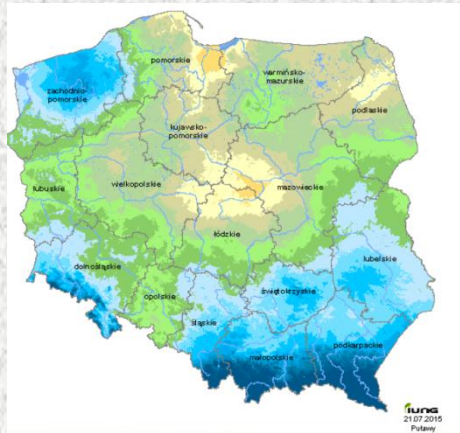 pomorskie
warmińsko-
mazurskie
zachodnio-
pomorskie
podlaskie
kujawsko-
pomorskie
lubuskie
wielkopolskie
mazowieckie
łódzkie
dolnośląskie
lubelskie
opolskie
świętokrzyskie
śląskie
małopolskie
podkarpackie
IUNG
21.07.2015
Puławy